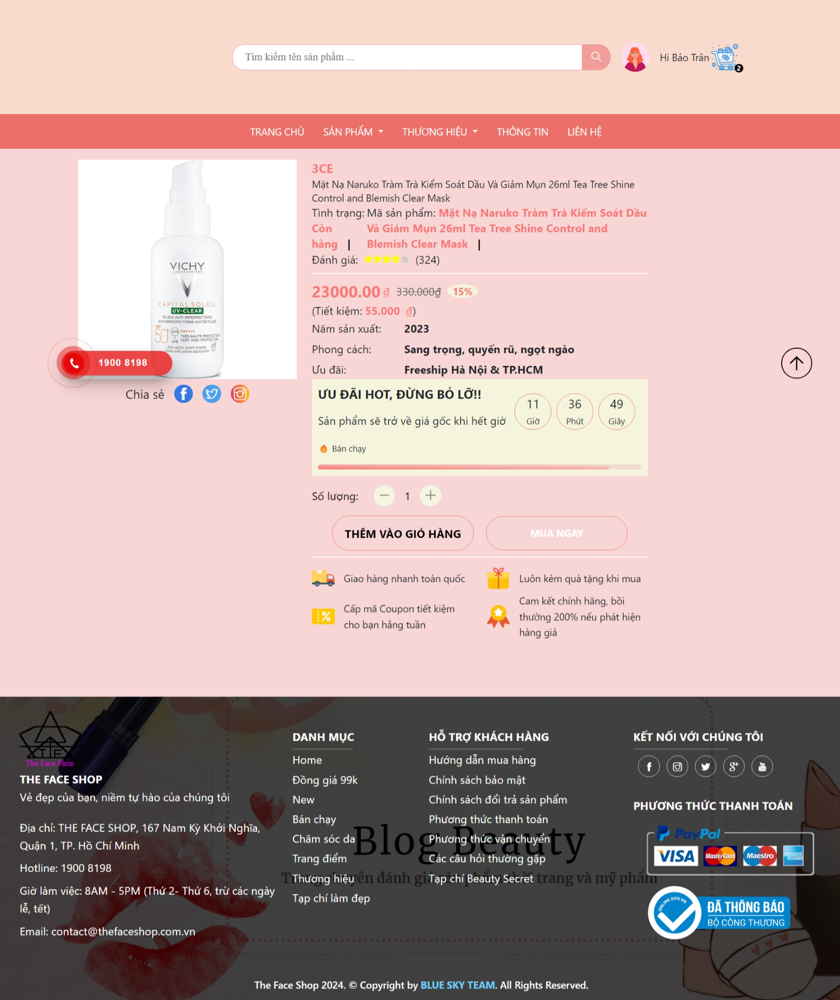 Tìm kiếm tên sản phẩm ...
Hi Bảo Trân
2
TRANG CHỦ
SẢN PHẨM
THƯƠNG HIỆU
THÔNG TIN
LIÊN HỆ
VICHY
LABORATOIRES
CAPITAL SOLEIL
UV-CLEAR
FLUIDE ANTI-IMPERFECTIONS
ANTI-IMPERFECTIONS WATER FLUID
SPF
50+
UVA
+
UVB
PA++++
TRÈS HAUTE PROTECTION
VERY HIGH PROTECTION
Bien agiter avant emploi.
Shake well before application.
1900 8198
Chia sẻ
3CE
Mặt Nạ Naruko Tràm Trà Kiểm Soát Dầu Và Giảm Mụn 26ml Tea Tree Shine
Control and Blemish Clear Mask
Tình trạng:
Còn
hàng |
Mã sản phẩm: Mặt Nạ Naruko Tràm Trà Kiểm Soát Dầu
Và Giảm Mụn 26ml Tea Tree Shine Control and
Blemish Clear Mask |
Đánh giá: (324)
23000.00 ₫ 330.000₫ 15%
(Tiết kiệm: 55.000 ₫)
Năm sản xuất: 2023
Phong cách: Sang trọng, quyến rũ, ngọt ngào
Ưu đãi: Freeship Hà Nội & TP.HCM
ƯU ĐÃI HOT, ĐỪNG BỎ LỠ!!
Sản phẩm sẽ trở về giá gốc khi hết giờ
11
Giờ
36
Phút
49
Giây
Bán chạy
Số lượng: 1
THÊM VÀO GIỎ HÀNG
MUA NGAY
Giao hàng nhanh toàn quốc
Luôn kèm quà tặng khi mua
Cấp mã Coupon tiết kiệm
cho bạn hằng tuần
Cam kết chính hãng, bồi
thường 200% nếu phát hiện
hàng giả
TFE
The Face Shop
THE FACE SHOP
Vẻ đẹp của bạn, niềm tự hào của chúng tôi
Địa chỉ: THE FACE SHOP, 167 Nam Kỳ Khởi Nghĩa,
Quận 1, TP. Hồ Chí Minh
Hotline: 1900 8198
Giờ làm việc: 8AM - 5PM (Thứ 2- Thứ 6, trừ các ngày
lễ, tết)
Email: contact@thefaceshop.com.vn
DANH MỤC
Home
Đồng giá 99k
New
Bán chạy
Chăm sóc da
Trang điểm
Thương hiệu
Tạp chí làm đẹp
HỖ TRỢ KHÁCH HÀNG
Hướng dẫn mua hàng
Chính sách bảo mật
Chính sách đổi trả sản phẩm
Phương thức thanh toán
Phương thức vận chuyển
Các câu hỏi thường gặp
Tạp chí Beauty Secret
Blog Beauty
trang và mỹ phẩm
KẾT NỐI VỚI CHÚNG TÔI
PHƯƠNG THỨC THANH TOÁN
PayPal
VISA
MasterCard
Maestro
AMERICAN EXPRESS
ONLINE.GOV.VN
ĐÃ THÔNG BÁO
BỘ CÔNG THƯƠNG
The Face Shop 2024. © Copyright by BLUE SKY TEAM. All Rights Reserved.